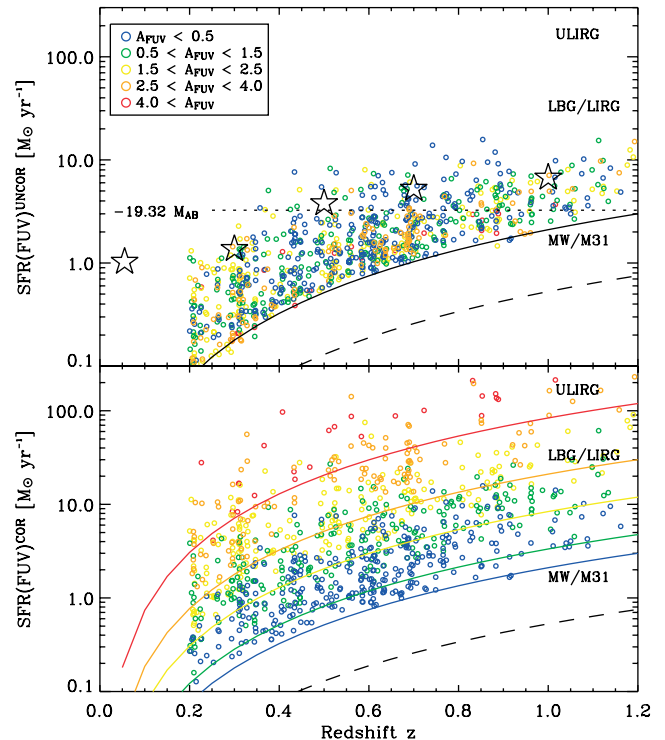 SFR(FUV)^UNCOR [M⊙ yr⁻¹]
100.0
10.0
1.0
0.1
A_FUV < 0.5
0.5 < A_FUV < 1.5
1.5 < A_FUV < 2.5
2.5 < A_FUV < 4.0
4.0 < A_FUV
ULIRG
LBG/LIRG
−19.32 M_AB
MW/M31
SFR(FUV)^COR [M⊙ yr⁻¹]
100.0
10.0
1.0
0.1
ULIRG
LBG/LIRG
MW/M31
0.0 0.2 0.4 0.6 0.8 1.0 1.2
Redshift z